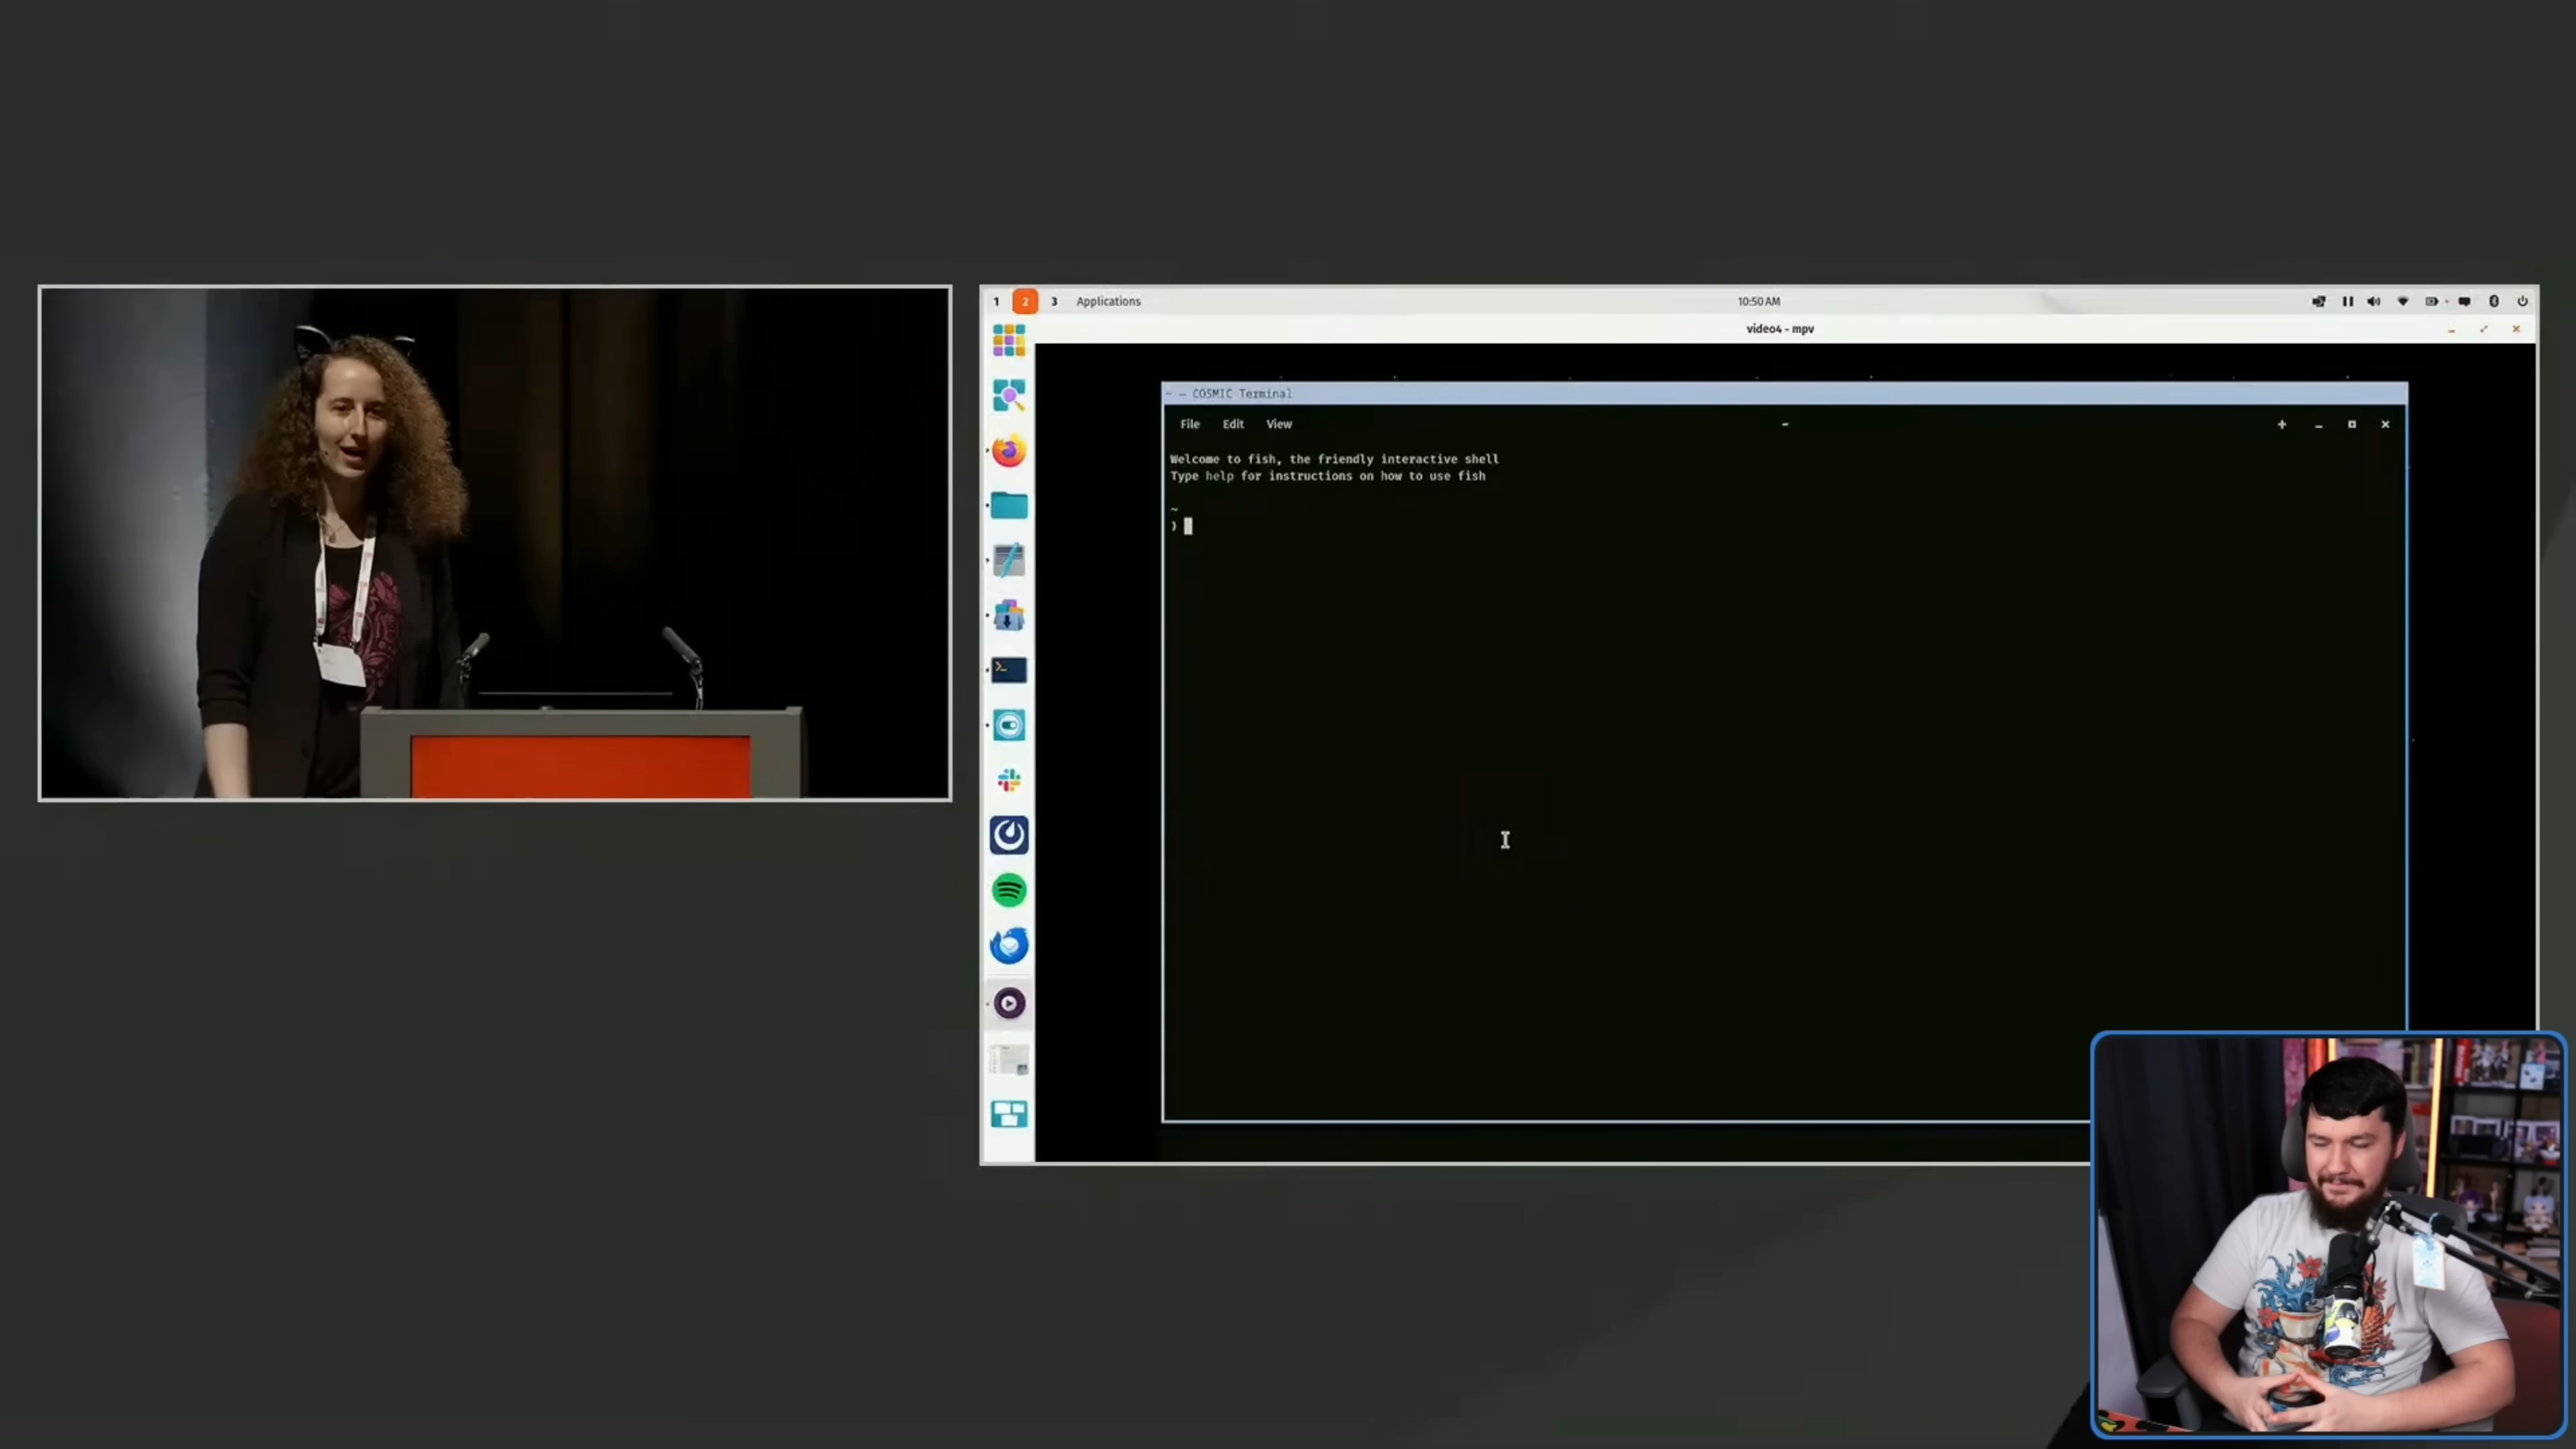 1 2 3 Applications
10:50 AM
video4 - mpv
~ — COSMIC Terminal
File Edit View
~
Welcome to fish, the friendly interactive shell
Type help for instructions on how to use fish
~
❯